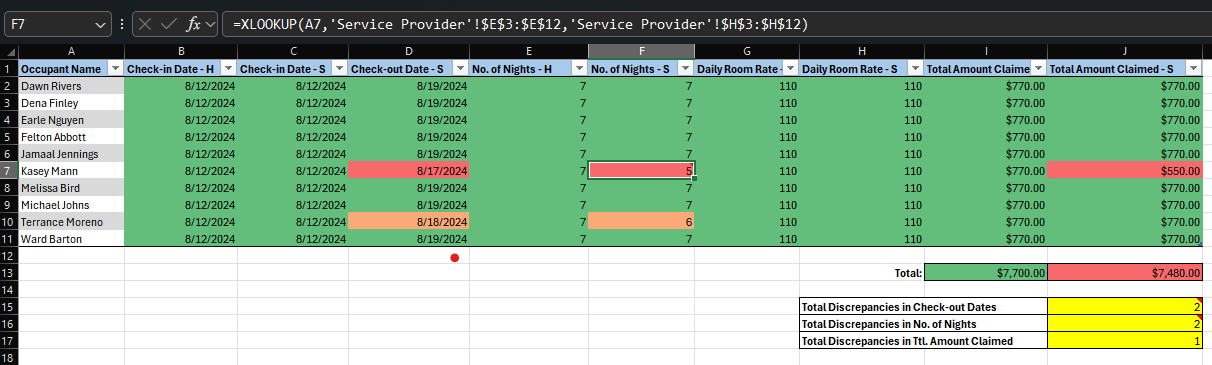 F7 fx =XLOOKUP(A7,'Service Provider'!$E$3:$E$12,'Service Provider'!$H$3:$H$12)
A B C D E F G H I J
1 Occupant Name Check-in Date - H Check-in Date - S Check-out Date - S No. of Nights - H No. of Nights - S Daily Room Rate - Daily Room Rate - S Total Amount Claime Total Amount Claimed - S
2 Dawn Rivers 8/12/2024 8/12/2024 8/19/2024 7 7 110 110 $770.00 $770.00
3 Dena Finley 8/12/2024 8/12/2024 8/19/2024 7 7 110 110 $770.00 $770.00
4 Earle Nguyen 8/12/2024 8/12/2024 8/19/2024 7 7 110 110 $770.00 $770.00
5 Felton Abbott 8/12/2024 8/12/2024 8/19/2024 7 7 110 110 $770.00 $770.00
6 Jamaal Jennings 8/12/2024 8/12/2024 8/19/2024 7 7 110 110 $770.00 $770.00
7 Kasey Mann 8/12/2024 8/12/2024 8/17/2024 7 5 110 110 $770.00 $550.00
8 Melissa Bird 8/12/2024 8/12/2024 8/19/2024 7 7 110 110 $770.00 $770.00
9 Michael Johns 8/12/2024 8/12/2024 8/19/2024 7 7 110 110 $770.00 $770.00
10 Terrance Moreno 8/12/2024 8/12/2024 8/18/2024 7 6 110 110 $770.00 $770.00
11 Ward Barton 8/12/2024 8/12/2024 8/19/2024 7 7 110 110 $770.00 $770.00
12
13 Total: $7,700.00 $7,480.00
14
15 Total Discrepancies in Check-out Dates 2
16 Total Discrepancies in No. of Nights 2
17 Total Discrepancies in Ttl. Amount Claimed 1
18